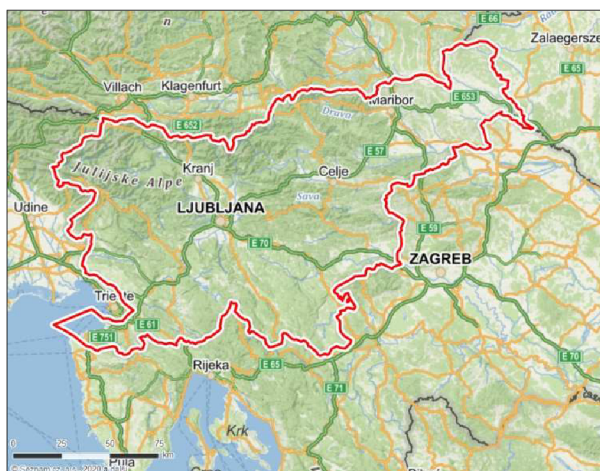 E 66
Zalaegersze
E 65
Villach
Klagenfurt
E 652
Drava
Maribor
E 653
E 57
Julijské Alpe
Kranj
Celje
Udine
LJUBLJANA
Sava
E 70
E 59
ZAGREB
Trieste
E 751
E 61
Rijeka
E 65
E 70
E 71
Krk
Pula
0 25 50 75
km